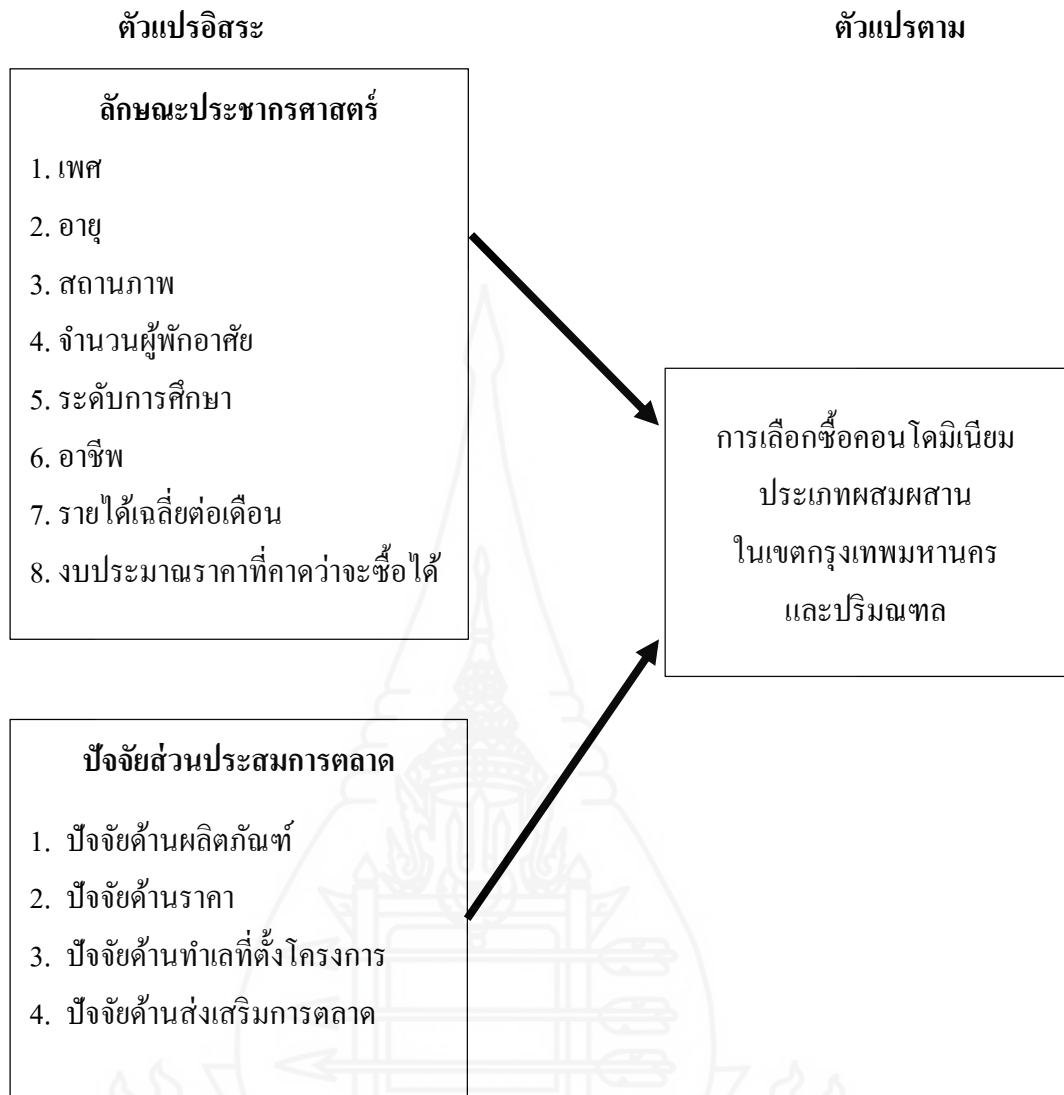 ตัวแปรอิสระ
ตัวแปรตาม
ลักษณะประชากรศาสตร์
1. เพศ
2. อายุ
3. สถานภาพ
4. จำนวนผู้พักอาศัย
5. ระดับการศึกษา
6. อาชีพ
7. รายได้เฉลี่ยต่อเดือน
8. งบประมาณราคาที่คาดว่าจะซื้อได้
การเลือกซื้อคอนโดมิเนียม
ประเภทผสมผสาน
ในเขตกรุงเทพมหานคร
และปริมณฑล
ปัจจัยส่วนประสมการตลาด
1. ปัจจัยด้านผลิตภัณฑ์
2. ปัจจัยด้านราคา
3. ปัจจัยด้านทำเลที่ตั้งโครงการ
4. ปัจจัยด้านส่งเสริมการตลาด